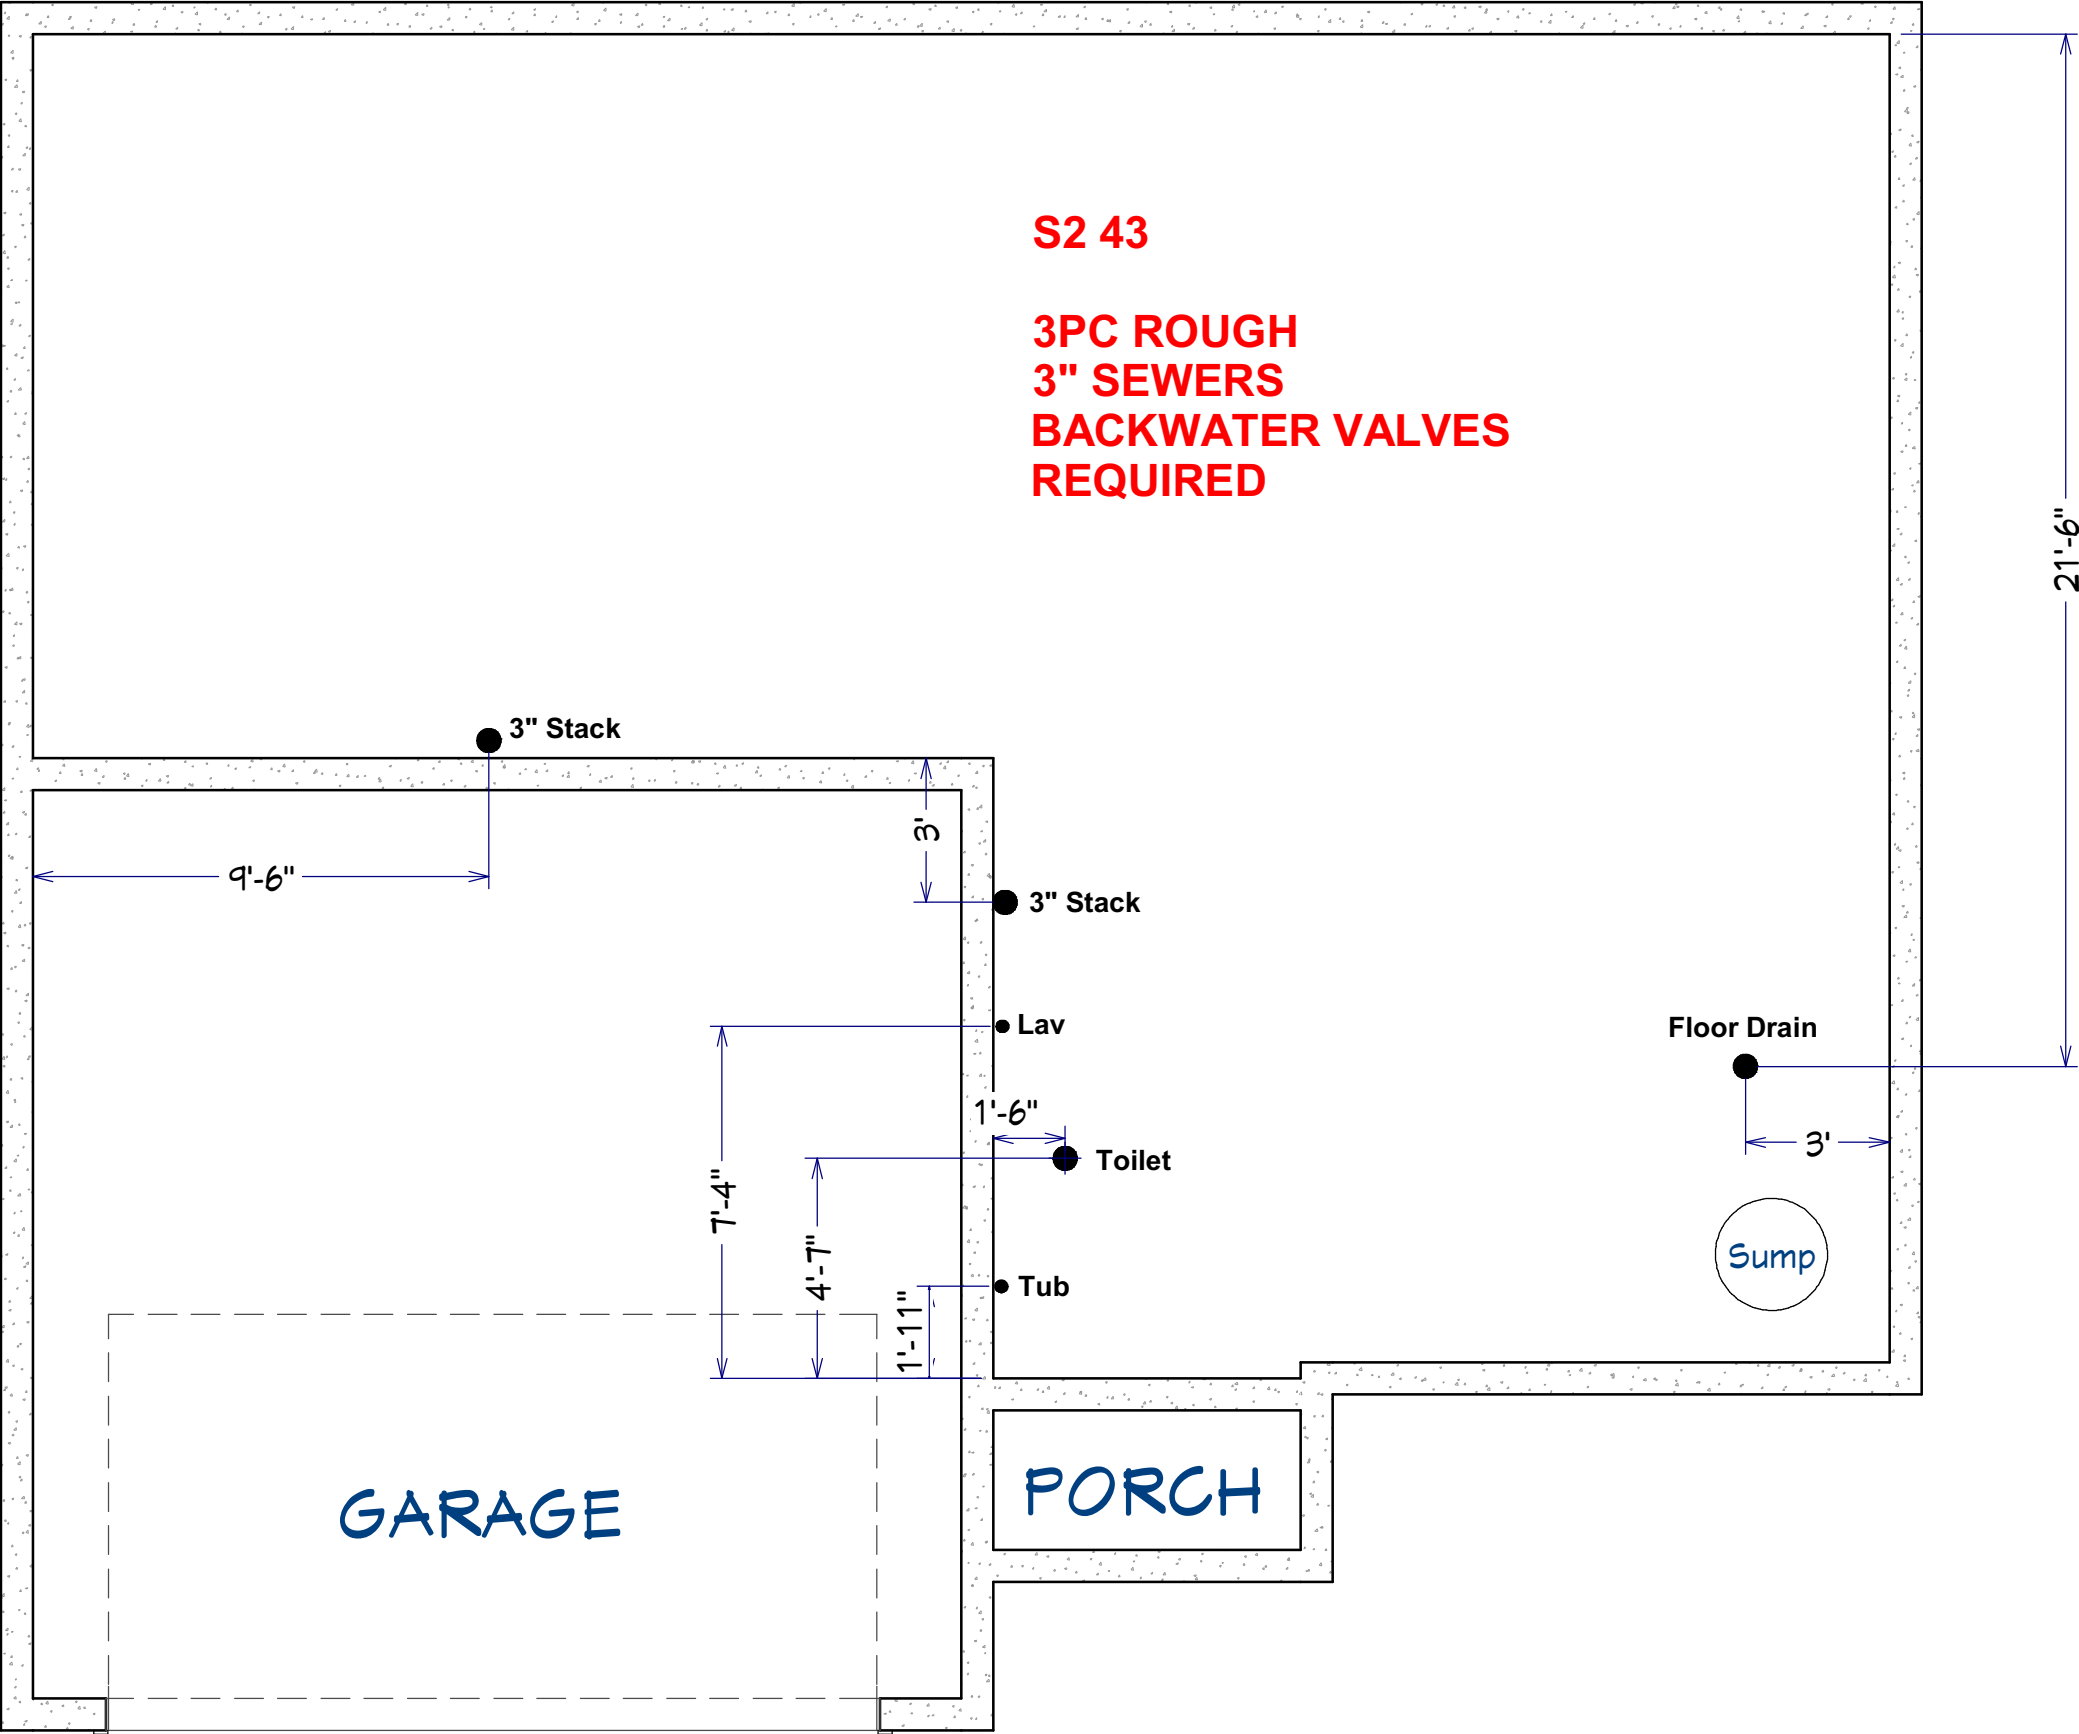 S2 43
3PC ROUGH
3" SEWERS
BACKWATER VALVES
REQUIRED
21'-6"
3" Stack
3'
9'-6"
3" Stack
Lav
Floor Drain
1'-6"
3'
Toilet
7'-4"
4'-7"
Sump
Tub
1'-11"
PORCH
GARAGE